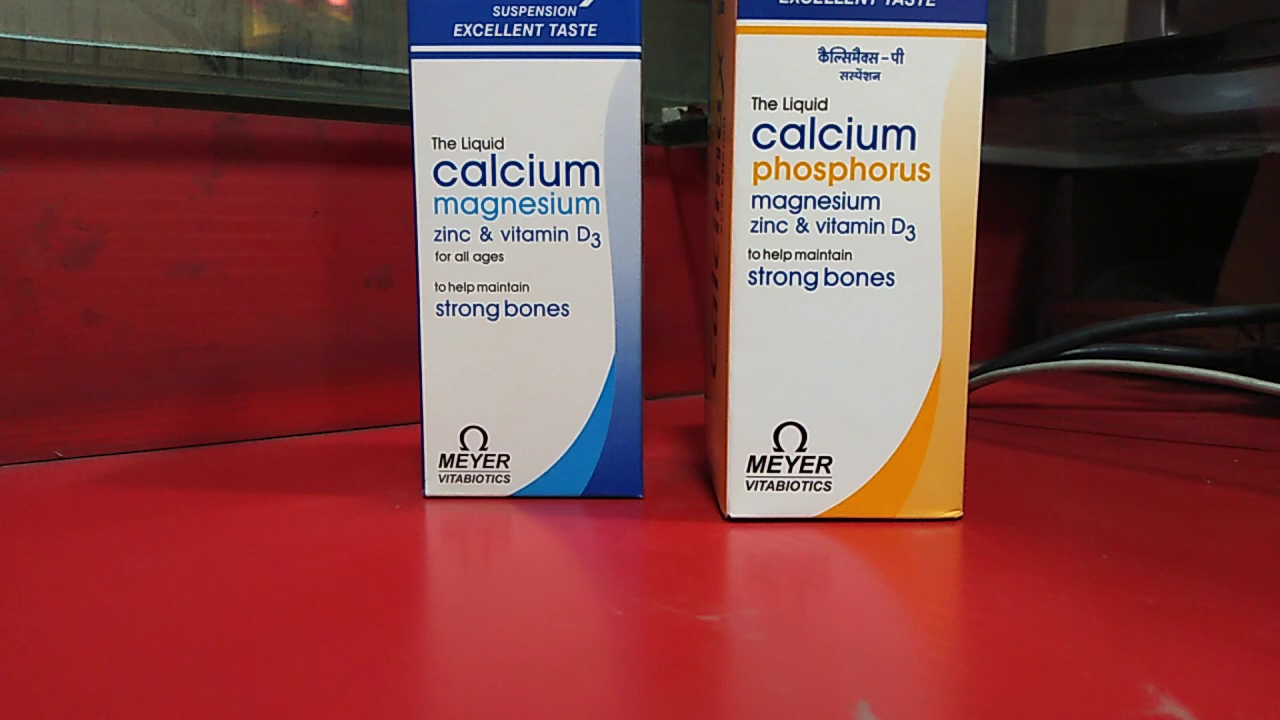 SUSPENSION
EXCELLENT TASTE
The Liquid
calcium
magnesium
zinc & vitamin D3
for all ages
to help maintain
strong bones
MEYER
VITABIOTICS
EXCELLENT TASTE
कैल्सिमैक्स - पी
सस्पेंशन
The Liquid
calcium
phosphorus
magnesium
zinc & vitamin D3
to help maintain
strong bones
MEYER
VITABIOTICS